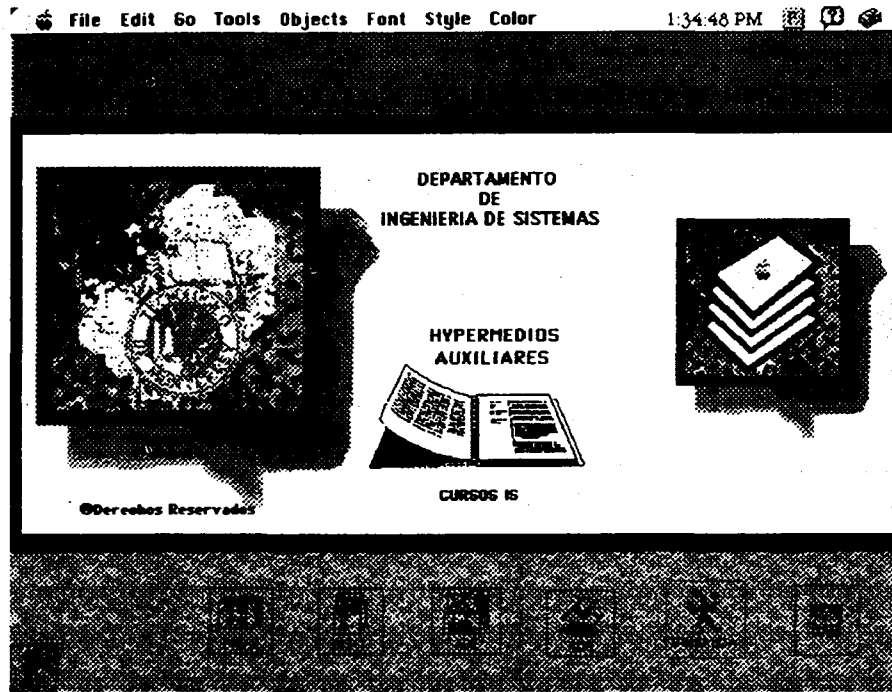 File Edit Go Tools Objects Font Style Color 1:34:48 PM
DEPARTAMENTO
DE
INGENIERIA DE SISTEMAS
HYPERMEDIOS
AUXILIARES
CURSOS IS
©Derechos Reservados